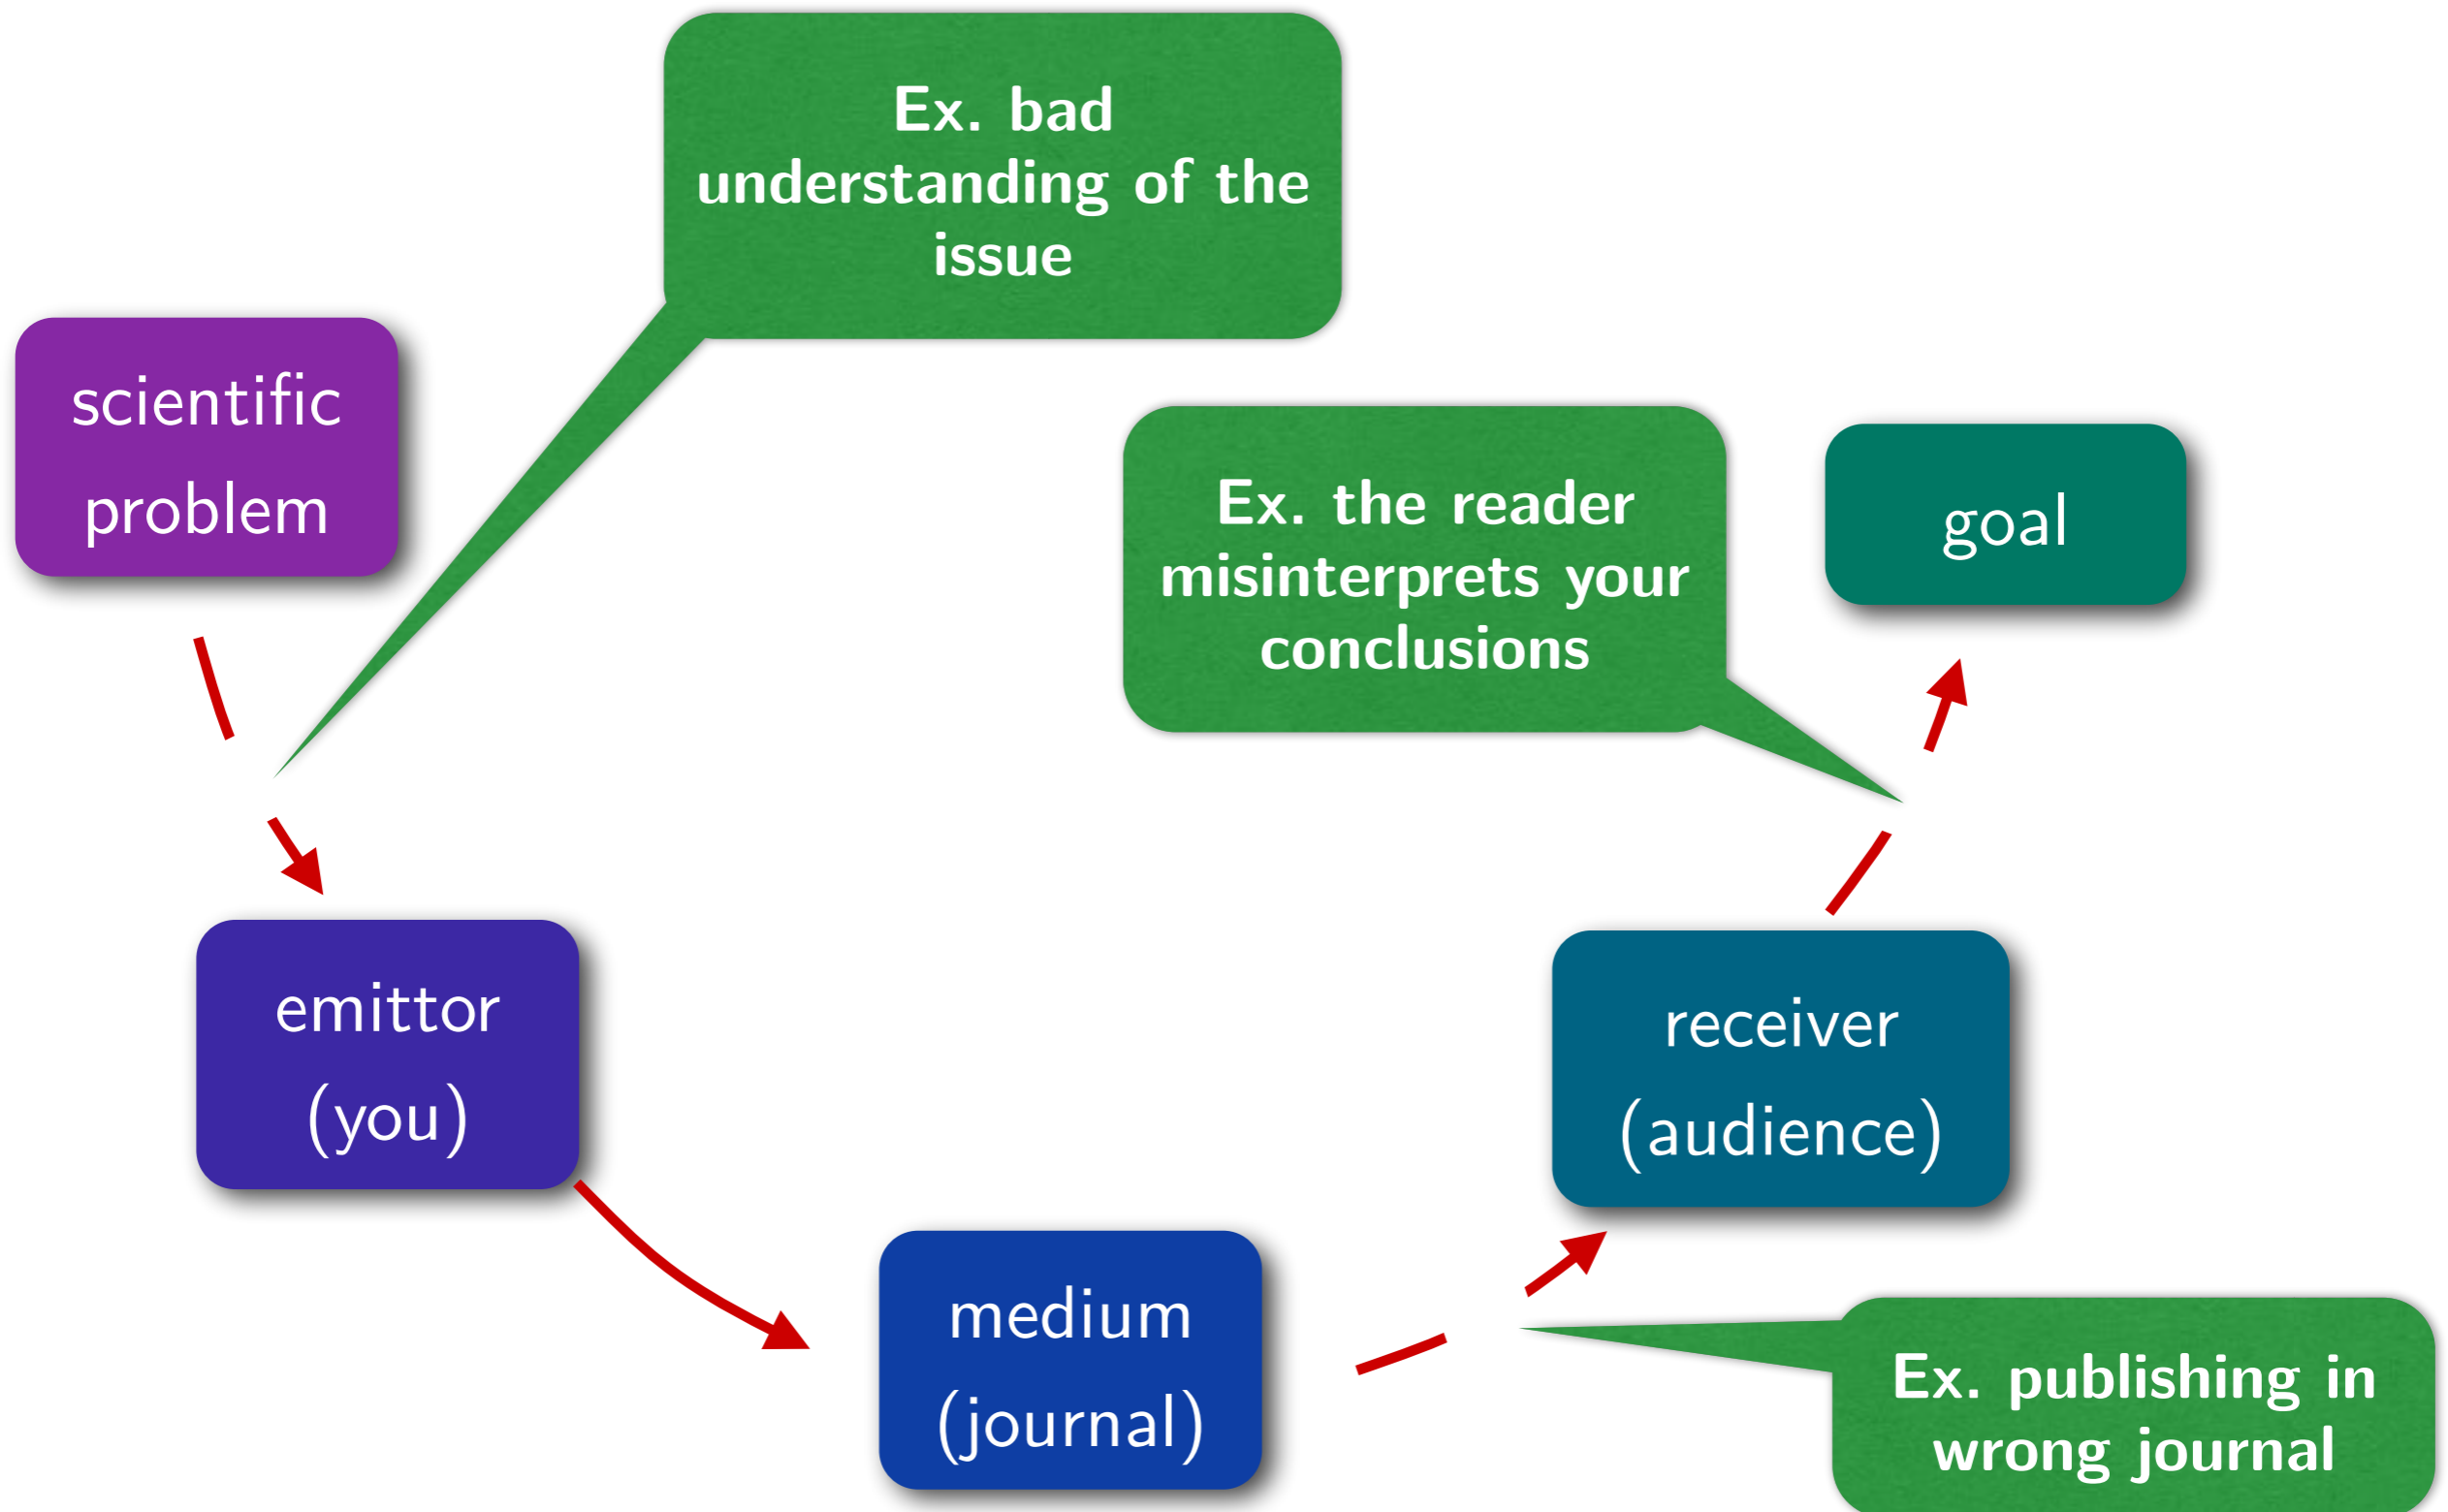 Ex. bad
understanding of the
issue
scientific
problem
Ex. the reader
misinterprets your
conclusions
goal
emittor
(you)
receiver
(audience)
medium
(journal)
Ex. publishing in
wrong journal